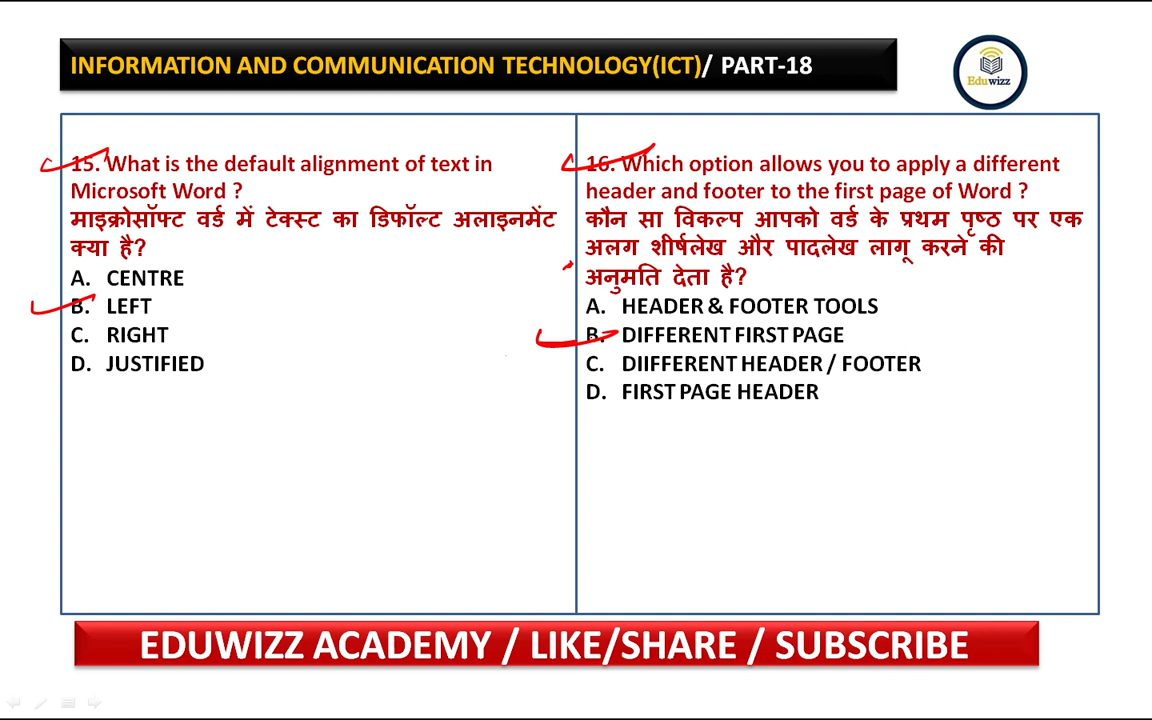 INFORMATION AND COMMUNICATION TECHNOLOGY(ICT)/ PART-18
Eduwizz
15. What is the default alignment of text in
Microsoft Word ?
माइक्रोसॉफ्ट वर्ड में टेक्स्ट का डिफॉल्ट अलाइनमेंट
क्या है?
A. CENTRE
B. LEFT
C. RIGHT
D. JUSTIFIED
16. Which option allows you to apply a different
header and footer to the first page of Word ?
कौन सा विकल्प आपको वर्ड के प्रथम पृष्ठ पर एक
अलग शीर्षलेख और पादलेख लागू करने की
अनुमति देता है?
A. HEADER & FOOTER TOOLS
B. DIFFERENT FIRST PAGE
C. DIIFFERENT HEADER / FOOTER
D. FIRST PAGE HEADER
EDUWIZZ ACADEMY / LIKE/SHARE / SUBSCRIBE